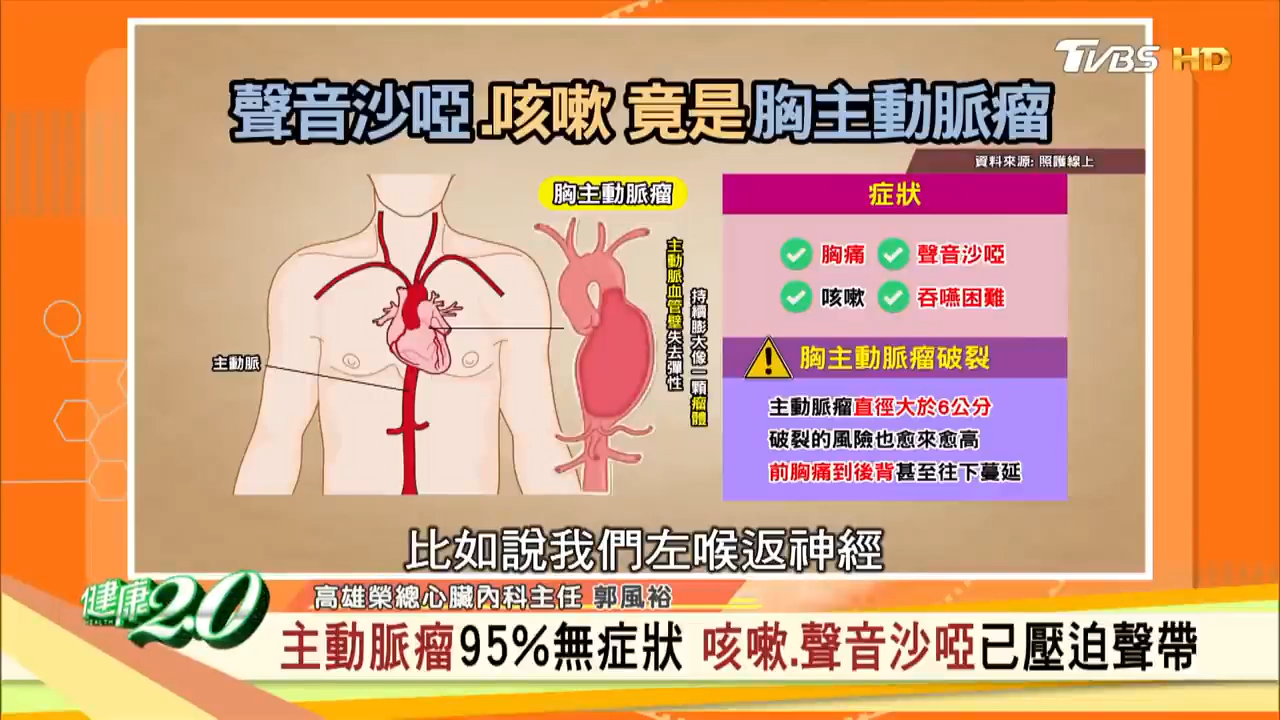 TVBS HD
聲音沙啞.咳嗽 竟是胸主動脈瘤
資料來源: 照護線上
胸主動脈瘤
主動脈血管壁失去彈性
持續膨大像一顆瘤體
主動脈
症狀
胸痛 聲音沙啞
咳嗽 吞嚥困難
胸主動脈瘤破裂
主動脈瘤直徑大於6公分
破裂的風險也愈來愈高
前胸痛到後背甚至往下蔓延
比如說我們左喉返神經
健康2.0
HEALTH
高雄榮總心臟內科主任 郭風裕
主動脈瘤95%無症狀 咳嗽.聲音沙啞已壓迫聲帶